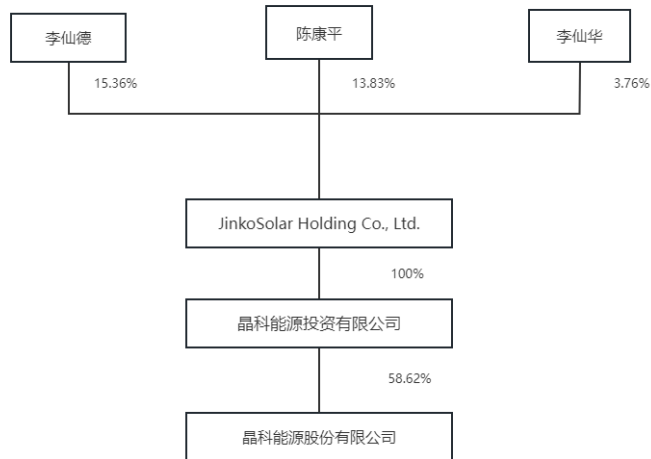 李仙德
陈康平
李仙华
15.36%
13.83%
3.76%
JinkoSolar Holding Co., Ltd.
100%
晶科能源投资有限公司
58.62%
晶科能源股份有限公司